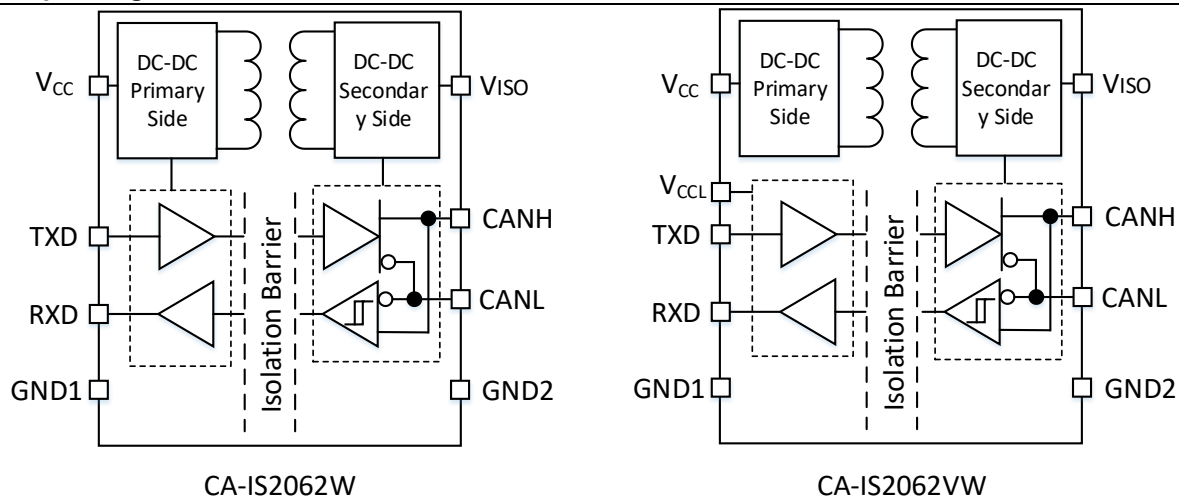 DC-DC
Primary
Side
DC-DC
Secondar
y Side
VCC
VISO
TXD
RXD
GND1
Isolation Barrier
CANH
CANL
GND2
CA-IS2062W
DC-DC
Primary
Side
DC-DC
Secondar
y Side
VCC
VISO
VCCL
TXD
RXD
GND1
Isolation Barrier
CANH
CANL
GND2
CA-IS2062VW